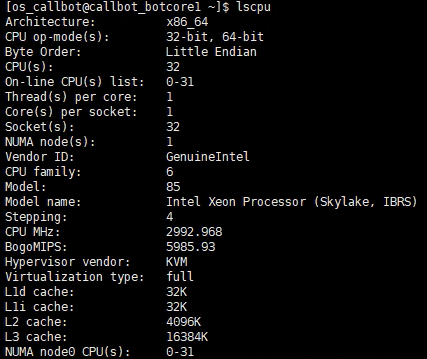 [os_callbot@callbot_botcore1 ~]$ lscpu
Architecture: x86_64
CPU op-mode(s): 32-bit, 64-bit
Byte Order: Little Endian
CPU(s): 32
On-line CPU(s) list: 0-31
Thread(s) per core: 1
Core(s) per socket: 1
Socket(s): 32
NUMA node(s): 1
Vendor ID: GenuineIntel
CPU family: 6
Model: 85
Model name: Intel Xeon Processor (Skylake, IBRS)
Stepping: 4
CPU MHz: 2992.968
BogoMIPS: 5985.93
Hypervisor vendor: KVM
Virtualization type: full
L1d cache: 32K
L1i cache: 32K
L2 cache: 4096K
L3 cache: 16384K
NUMA node0 CPU(s): 0-31